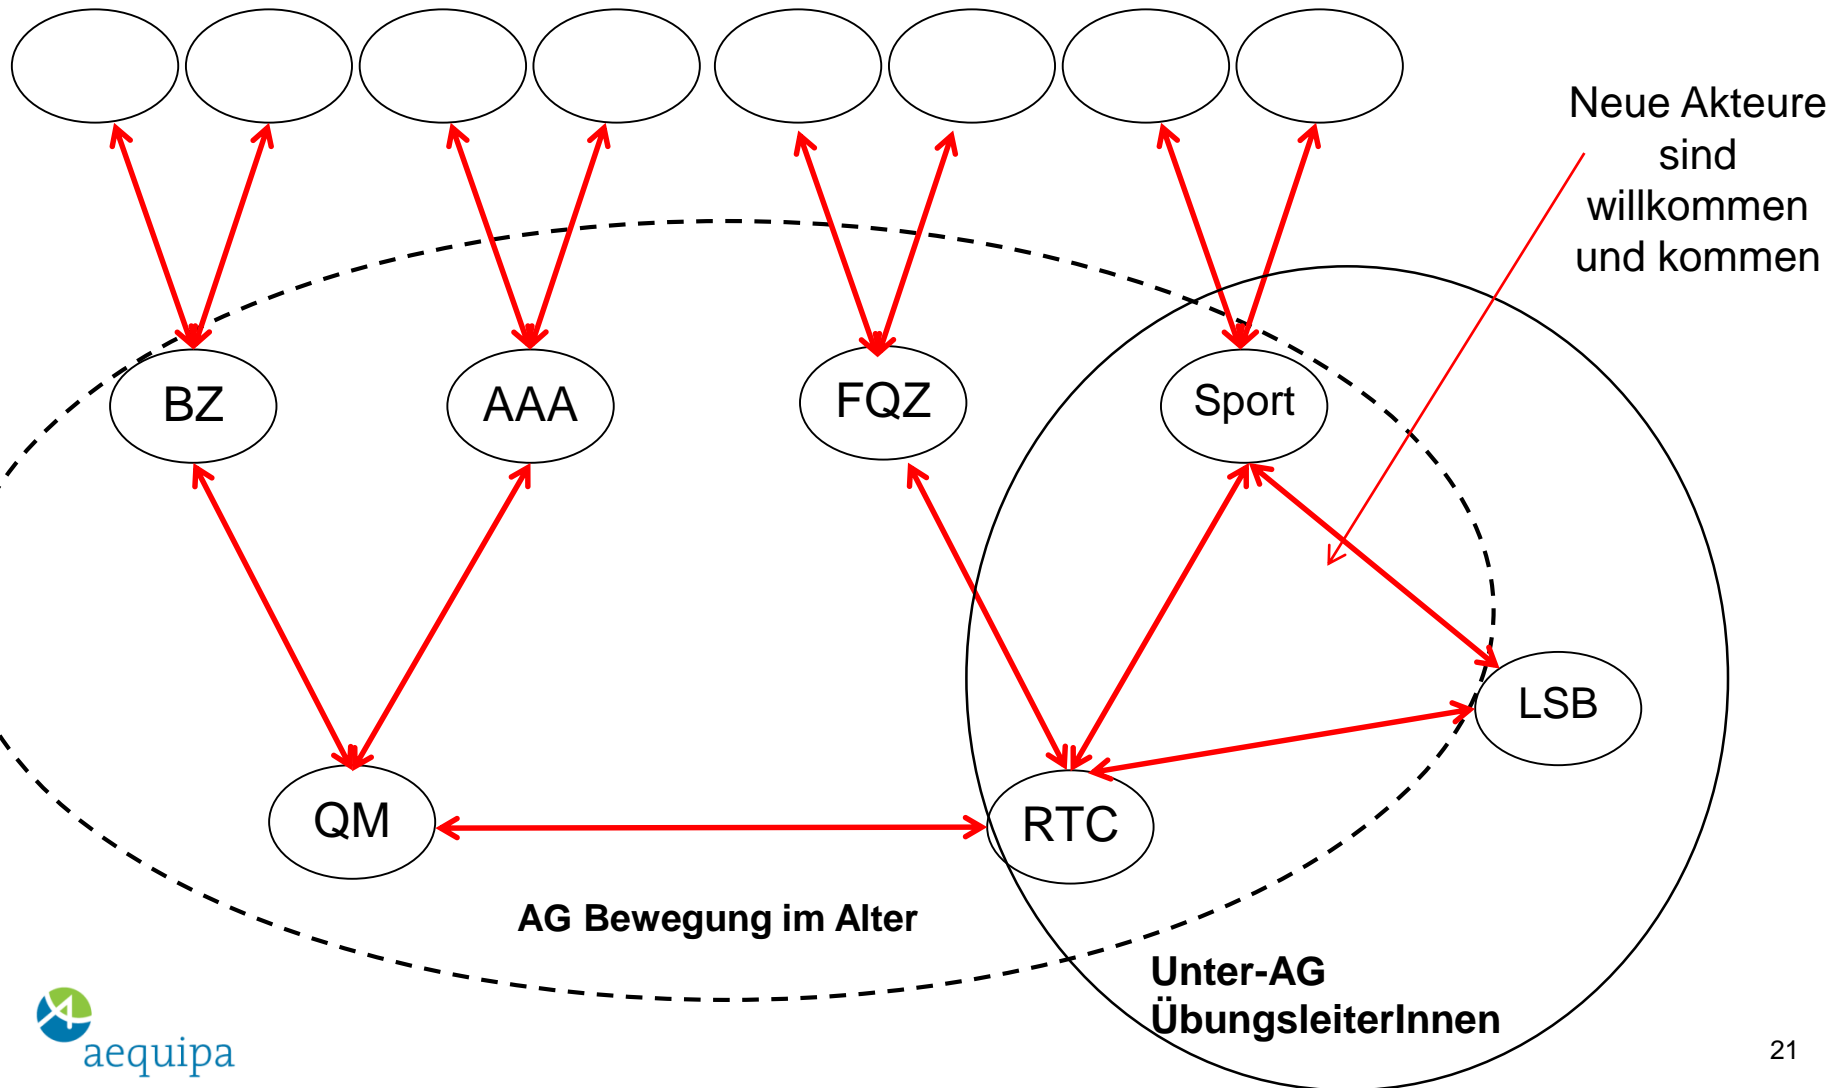 Neue Akteure
sind
willkommen
und kommen
BZ
AAA
FQZ
Sport
LSB
QM
RTC
AG Bewegung im Alter
Unter-AG
ÜbungsleiterInnen
aequipa
21